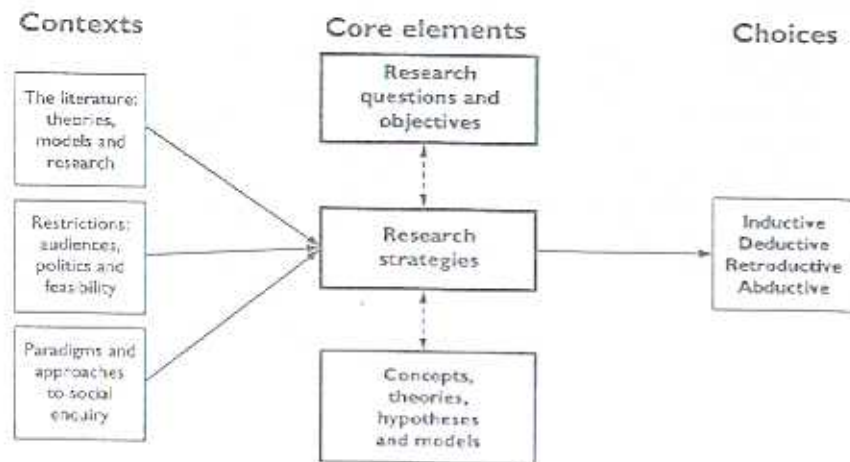 Contexts
Core elements
Choices
The literature:
theories,
models and
research
Restrictions:
audiences,
politics and
feasibility
Paradigms and
approaches
to social
enquiry
Research
questions and
objectives
Research
strategies
Concepts,
theories,
hypotheses
and models
Inductive
Deductive
Retroductive
Abductive